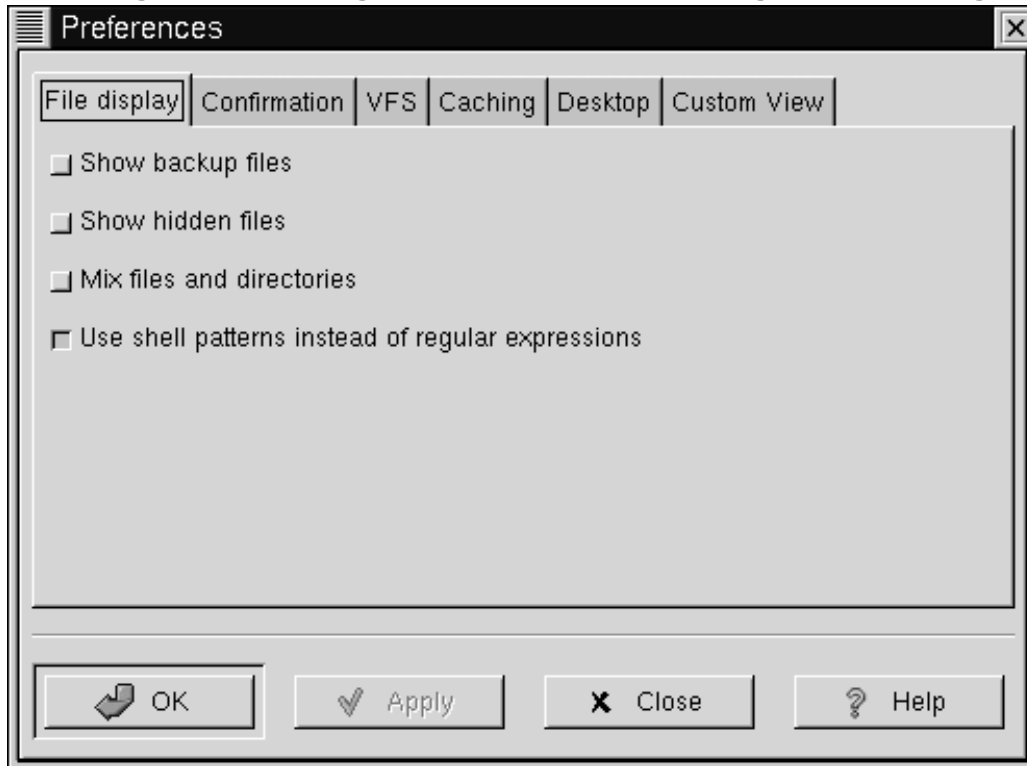 Preferences
File display Confirmation VFS Caching Desktop Custom View
Show backup files
Show hidden files
Mix files and directories
Use shell patterns instead of regular expressions
OK Apply Close Help